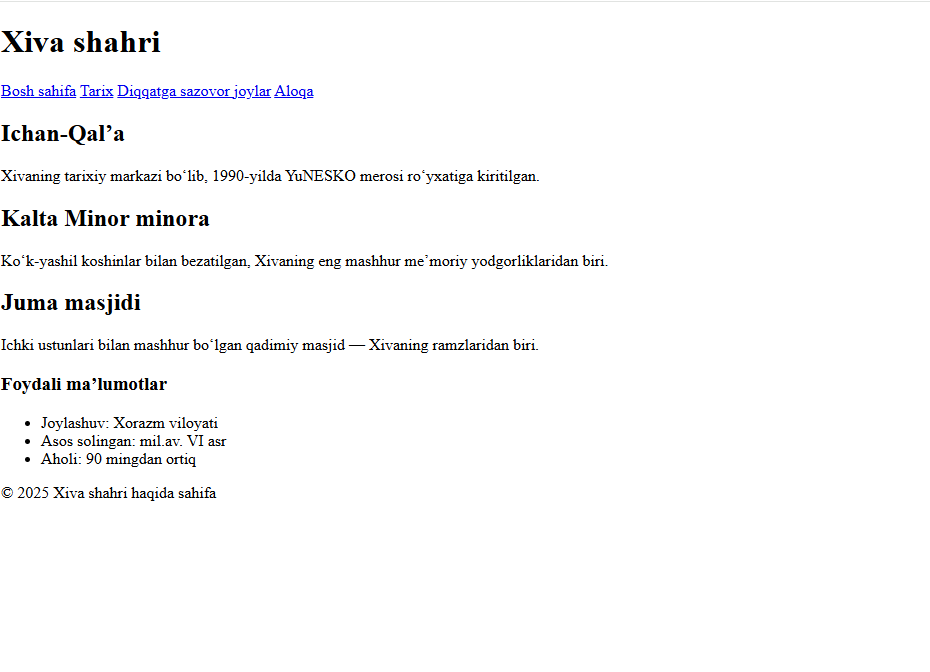 Xiva shahri
Bosh sahifa Tarix Diqqatga sazovor joylar Aloqa
Ichan-Qal’a
Xivaning tarixiy markazi bo‘lib, 1990-yilda YuNESKO merosi ro‘yxatiga kiritilgan.
Kalta Minor minora
Ko‘k-yashil koshinlar bilan bezatilgan, Xivaning eng mashhur me’moriy yodgorliklaridan biri.
Juma masjidi
Ichki ustunlari bilan mashhur bo‘lgan qadimiy masjid — Xivaning ramzlaridan biri.
Foydali ma’lumotlar
• Joylashuv: Xorazm viloyati
• Asos solingan: mil.av. VI asr
• Aholi: 90 mingdan ortiq
© 2025 Xiva shahri haqida sahifa